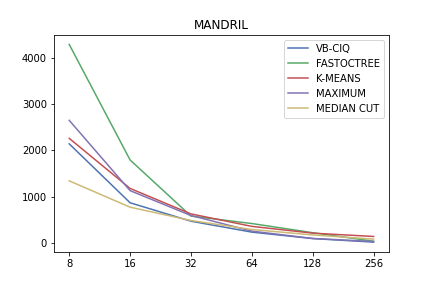 MANDRIL
VB-CIQ
FASTOCTREE
K-MEANS
MAXIMUM
MEDIAN CUT
4000
3000
2000
1000
0
8 16 32 64 128 256